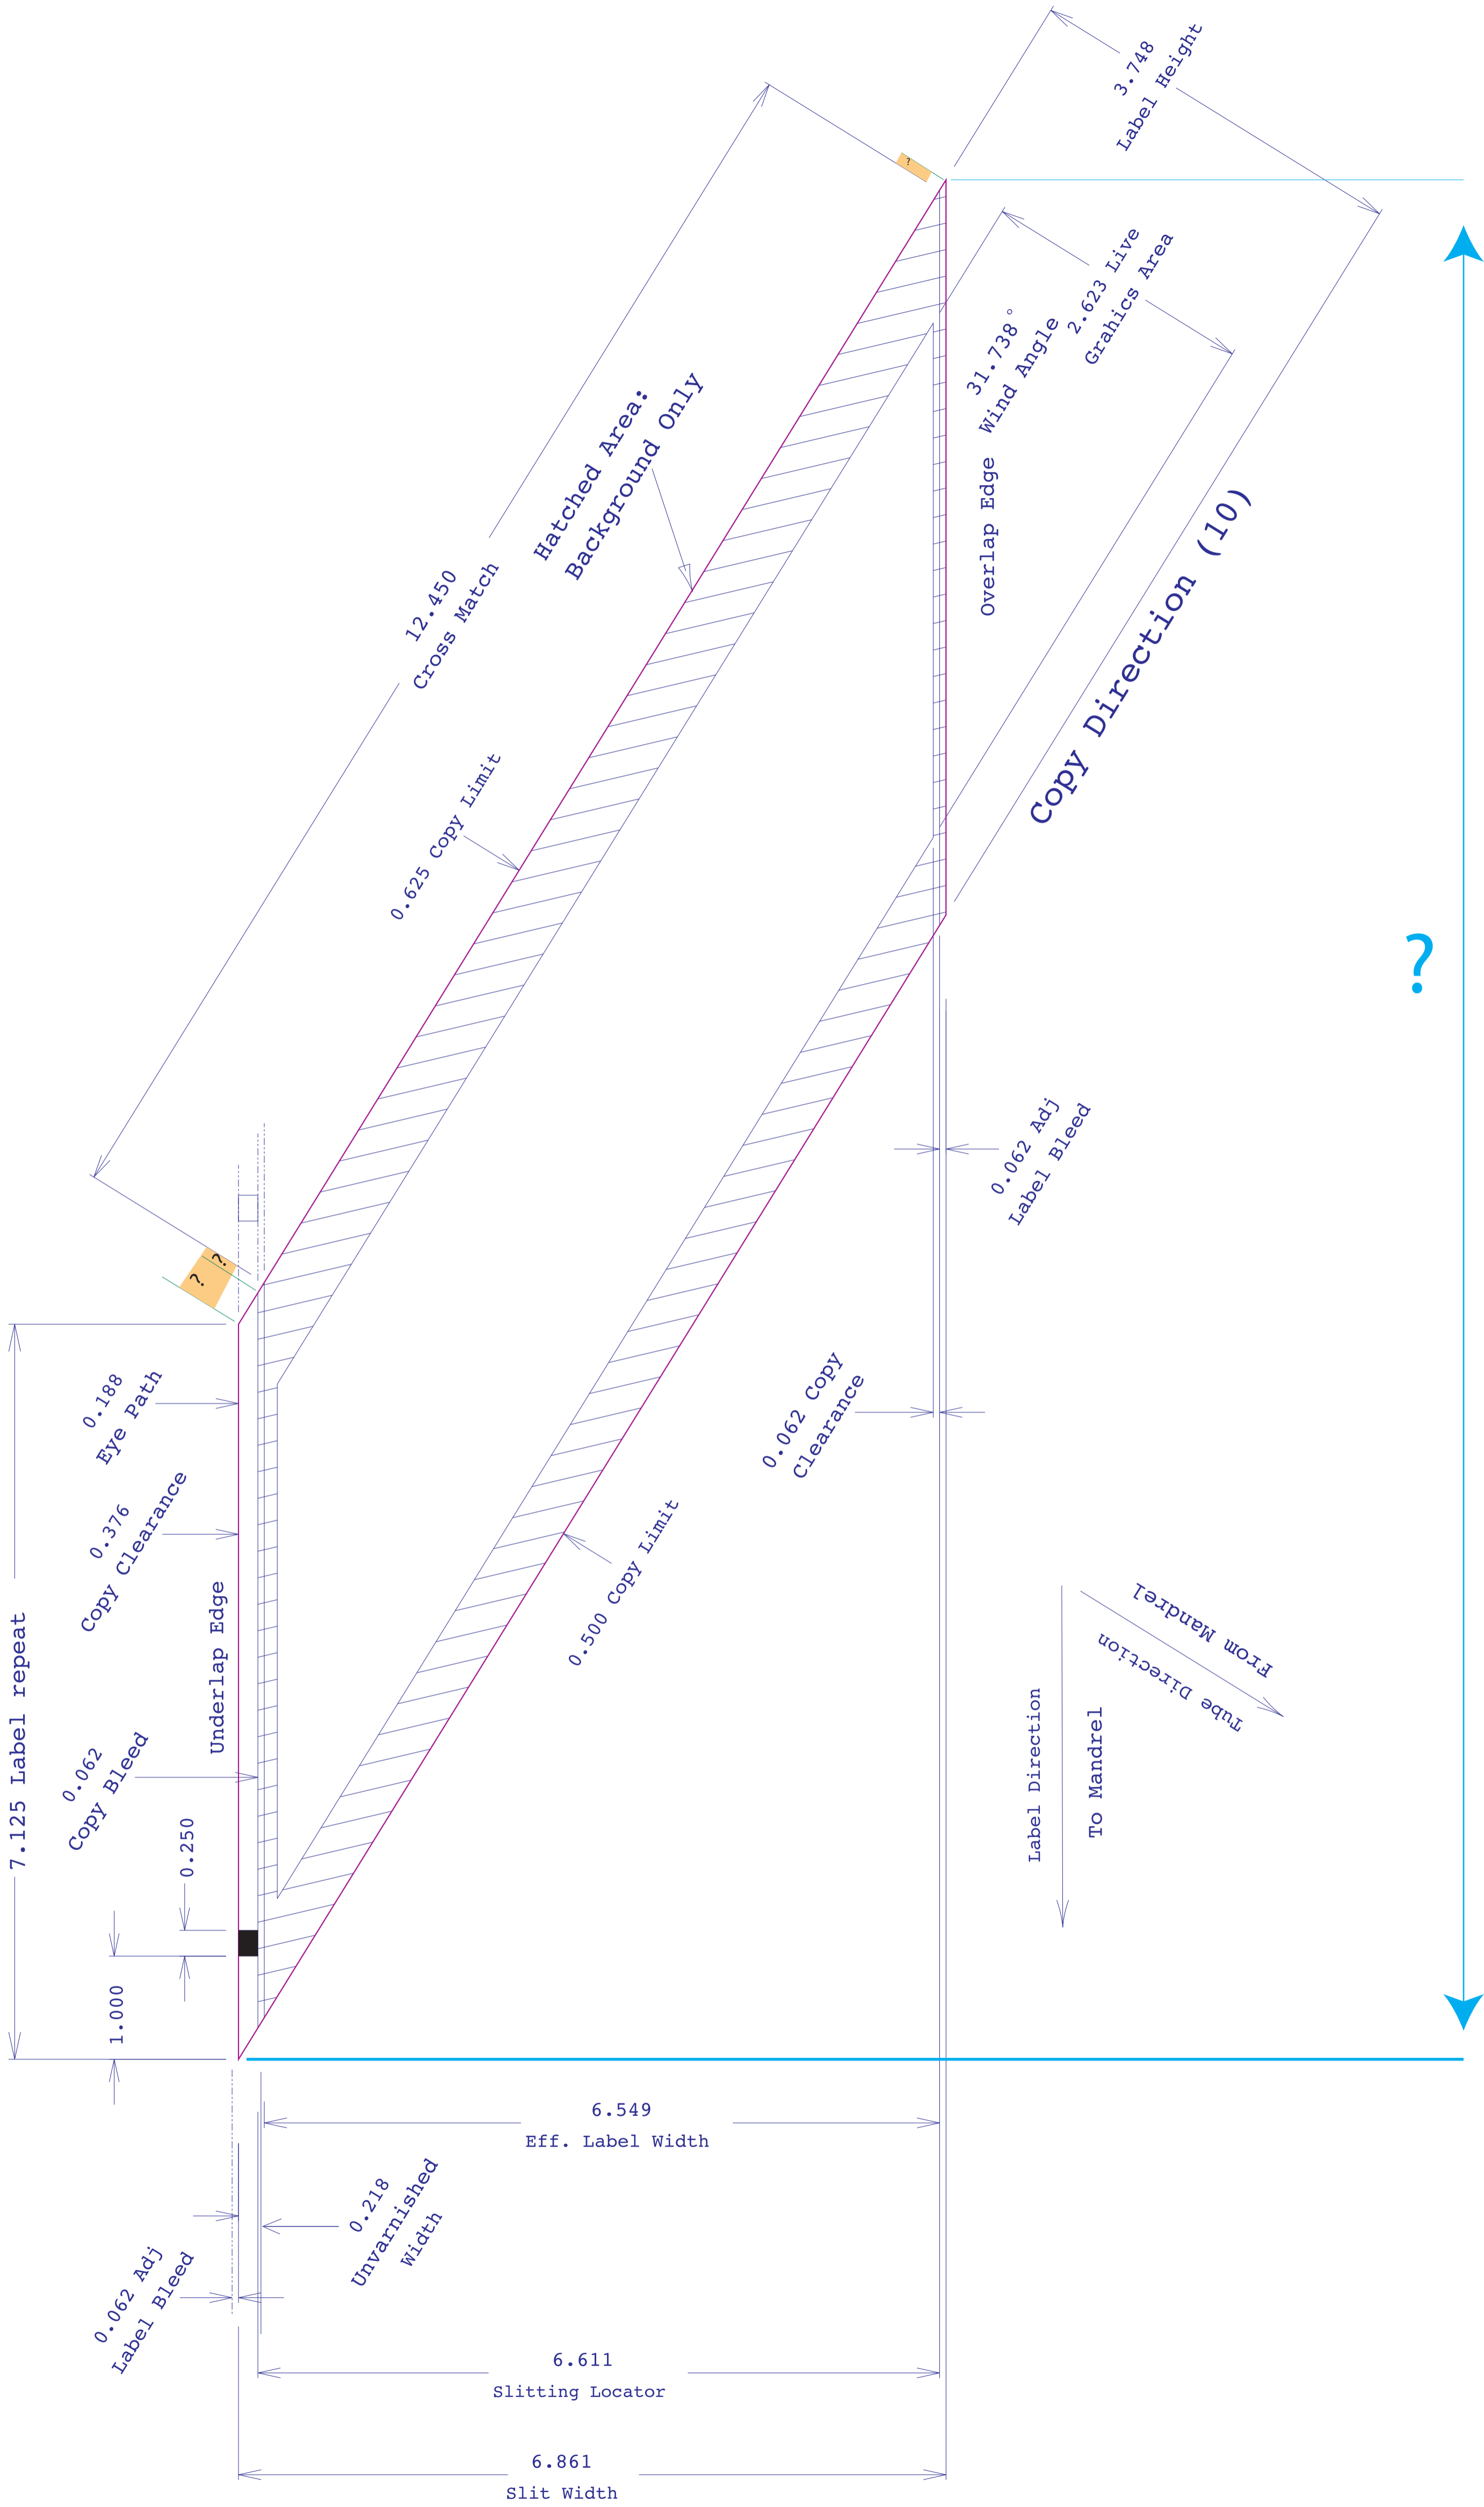 3.748
Label Height
?
31.738°
Wind Angle
2.623 Live
Grahics Area
Hatched Area:
Background Only
Overlap Edge
Copy Direction (10)
12.450
Cross Match
0.625 Copy Limit
?
0.062 Adj
Label Bleed
? ?
0.188
Eye Path
0.376
Copy Clearance
0.062 Copy
Clearance
0.500 Copy Limit
Underlap Edge
7.125 Label repeat
0.062
Copy Bleed
0.250
1.000
From Mandrel
Tube Direction
Label Direction
To Mandrel
6.549
Eff. Label Width
0.218
Unvarnished
Width
0.062 Adj
Label Bleed
6.611
Slitting Locator
6.861
Slit Width